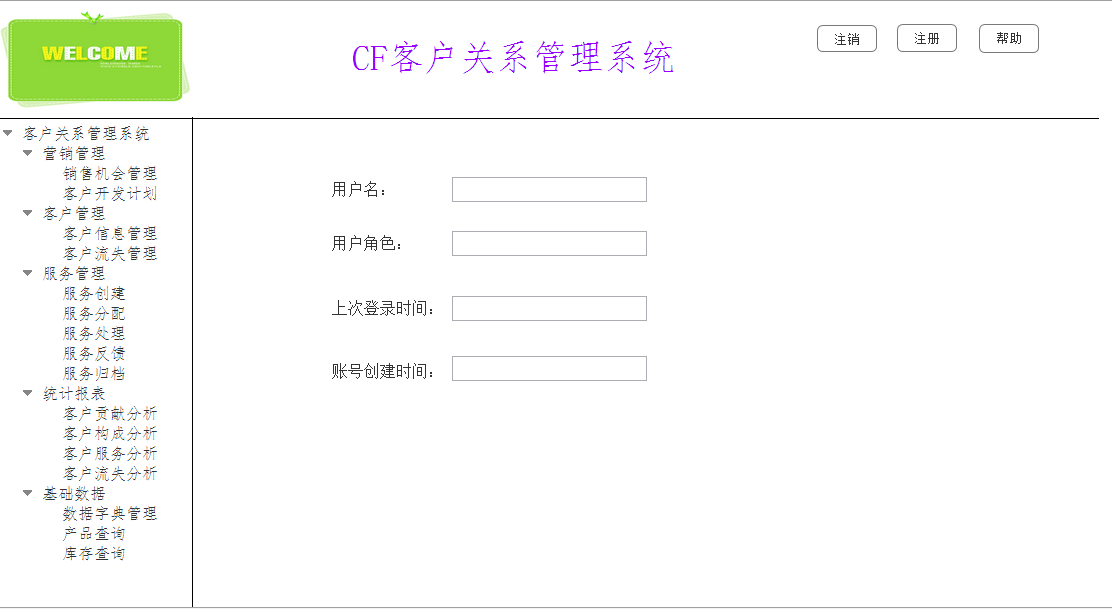 WELCOME
CF客户关系管理系统
注销
注册
帮助
客户关系管理系统
营销管理
销售机会管理
客户开发计划
客户管理
客户信息管理
客户流失管理
服务管理
服务创建
服务分配
服务处理
服务反馈
服务归档
统计报表
客户贡献分析
客户构成分析
客户服务分析
客户流失分析
基础数据
数据字典管理
产品查询
库存查询
用户名：
用户角色：
上次登录时间：
账号创建时间：